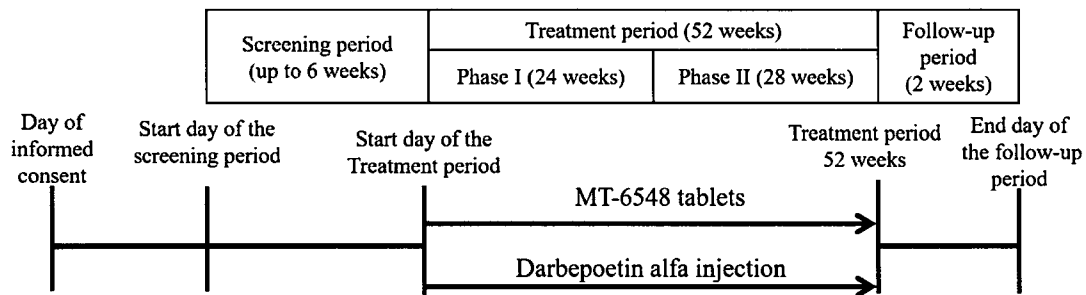 Screening period
(up to 6 weeks)
Treatment period (52 weeks)
Phase I (24 weeks)
Phase II (28 weeks)
Follow-up
period
(2 weeks)
Day of
informed
consent
Start day of the
screening period
Start day of the
Treatment period
Treatment period
52 weeks
End day of
the follow-up
period
MT-6548 tablets
Darbepoetin alfa injection